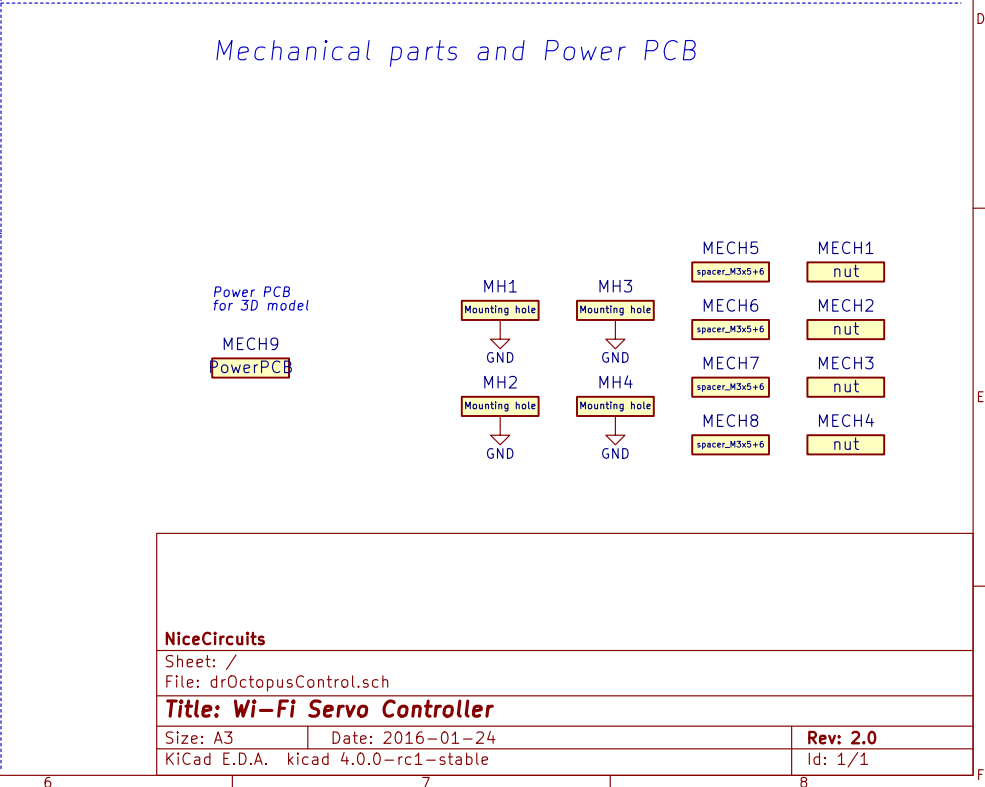 D
Mechanical parts and Power PCB
MECH5
MECH1
spacer_M3x5+6
nut
MH1
MH3
Power PCB
for 3D model
MECH6
MECH2
Mounting hole
Mounting hole
spacer_M3x5+6
nut
MECH9
GND
GND
MECH7
MECH3
PowerPCB
MH2
MH4
spacer_M3x5+6
nut
E
Mounting hole
Mounting hole
MECH8
MECH4
spacer_M3x5+6
nut
GND
GND
NiceCircuits
Sheet: /
File: drOctopusControl.sch
Title: Wi-Fi Servo Controller
Size: A3
Date: 2016-01-24
Rev: 2.0
KiCad E.D.A. kicad 4.0.0-rc1-stable
Id: 1/1
6
7
8
F